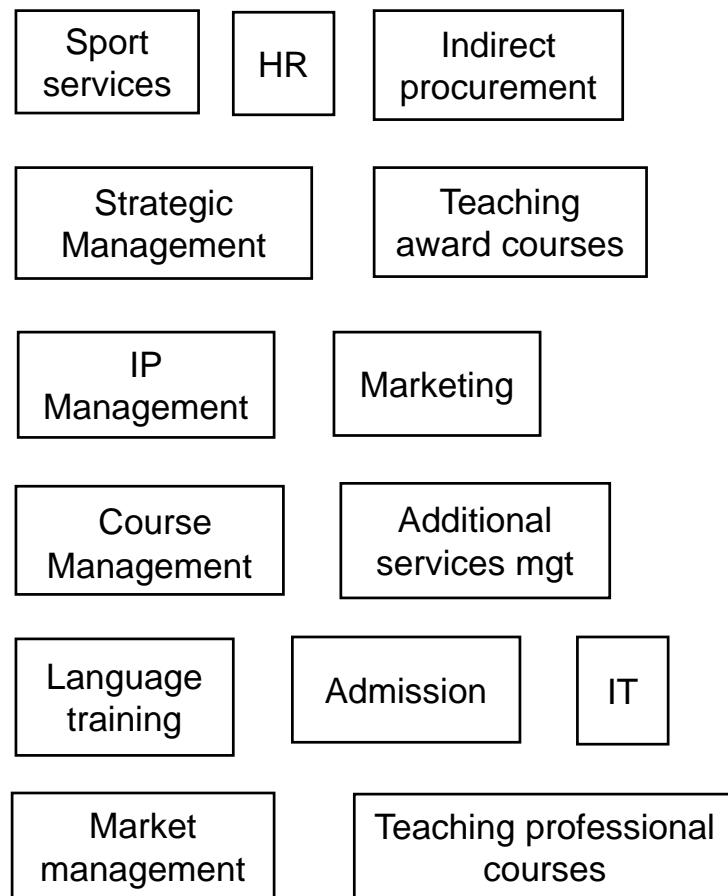 Sport
services
HR
Indirect
procurement
Strategic
Management
Teaching
award courses
IP
Management
Marketing
Course
Management
Additional
services mgt
Language
training
Admission
IT
Market
management
Teaching professional
courses